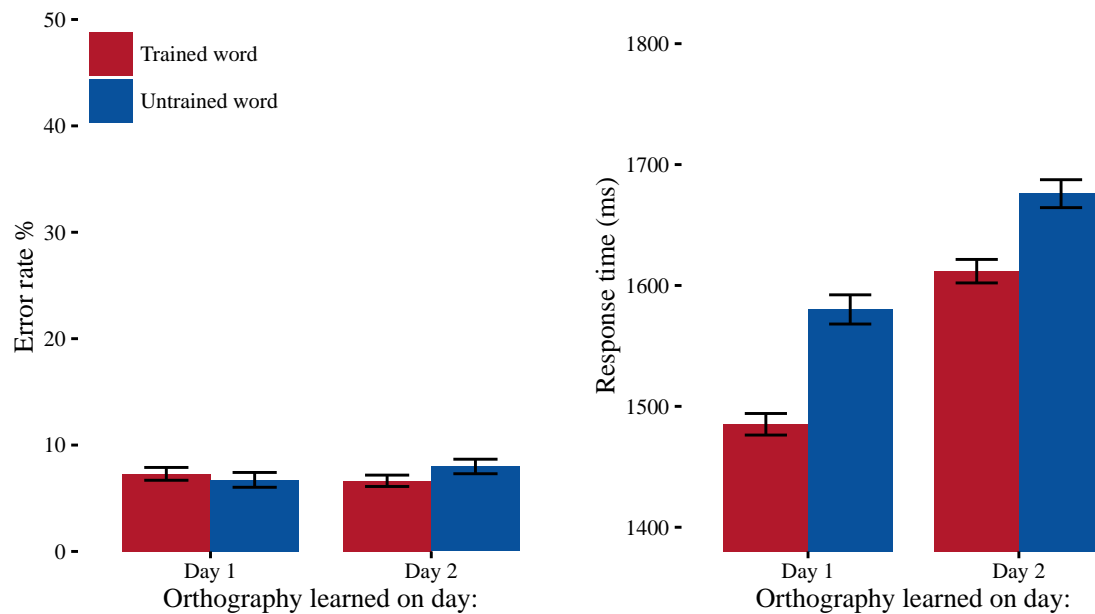 50
40
30
20
10
0
Error rate %
Trained word
Untrained word
Day 1
Day 2
Orthography learned on day:
1800
1700
1600
1500
1400
Response time (ms)
Day 1
Day 2
Orthography learned on day: